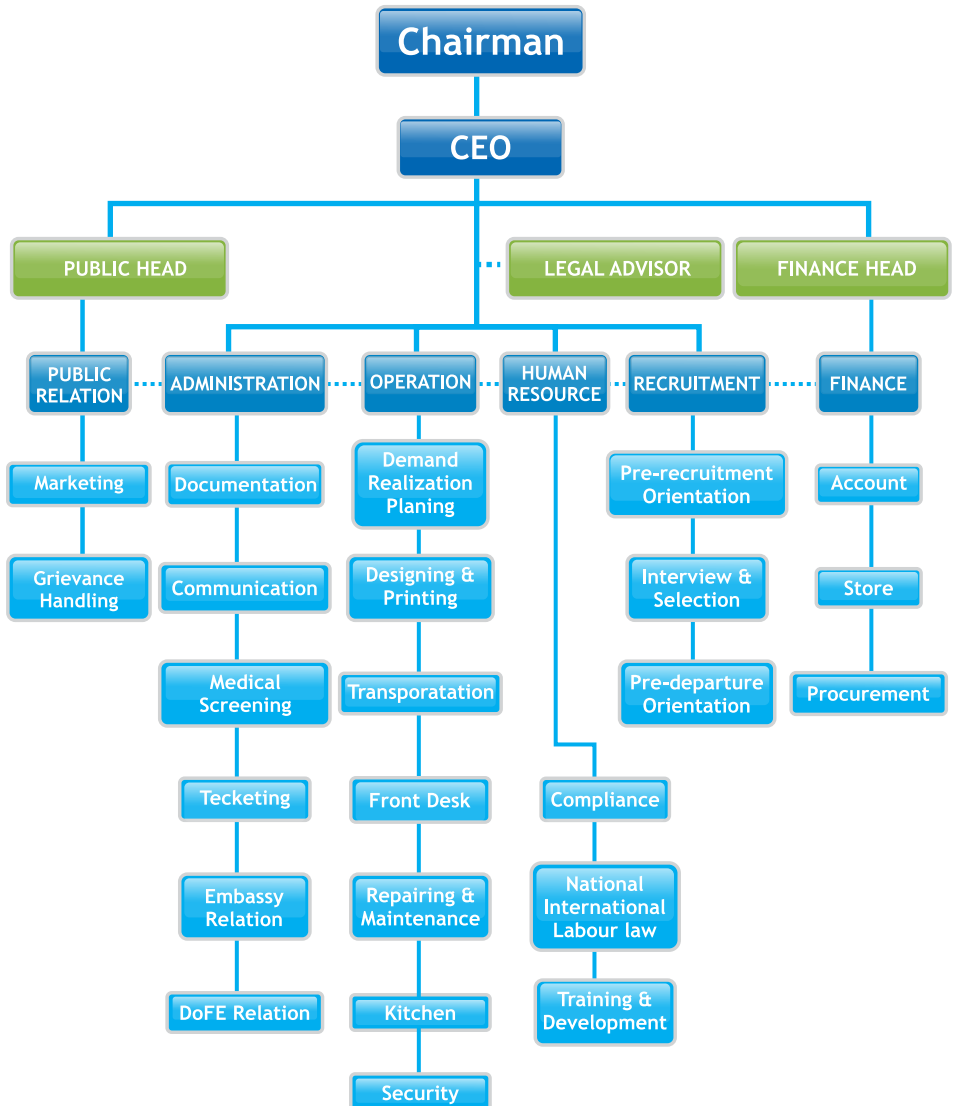 Chairman
CEO
PUBLIC HEAD
LEGAL ADVISOR
FINANCE HEAD
PUBLIC
RELATION
ADMINISTRATION
OPERATION
HUMAN
RESOURCE
RECRUITMENT
FINANCE
Marketing
Grievance
Handling
Documentation
Communication
Medical
Screening
Tecketing
Embassy
Relation
DoFE Relation
Demand
Realization
Planing
Designing &
Printing
Transporatation
Front Desk
Repairing &
Maintenance
Kitchen
Security
Compliance
National
International
Labour law
Training &
Development
Pre-recruitment
Orientation
Interview &
Selection
Pre-departure
Orientation
Account
Store
Procurement